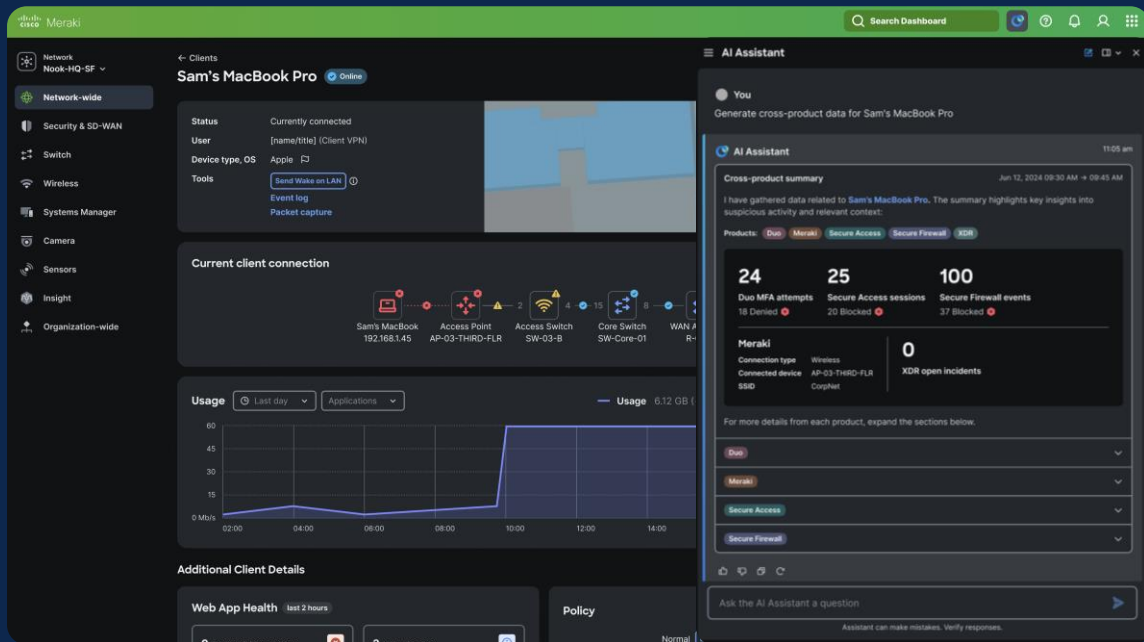 cisco Meraki
Search Dashboard
Network
Nook-HQ-SF
Network-wide
Security & SD-WAN
Switch
Wireless
Systems Manager
Camera
Sensors
Insight
Organization-wide
← Clients
Sam's MacBook Pro Online
Status Currently connected
User [name/title] (Client VPN)
Device type, OS Apple
Tools Send Wake on LAN
Event log
Packet capture
Current client connection
2 4 15 8
Sam's MacBook Access Point Access Switch Core Switch WAN A
192.168.1.45 AP-03-THIRD-FLR SW-03-B SW-Core-01 R-
Usage Last day Applications Usage 6.12 GB (
60
45
30
15
0 Mb/s
02:00 04:00 06:00 08:00 10:00 12:00 14:00
Additional Client Details
Web App Health last 2 hours
Policy
Normal
AI Assistant
You
Generate cross-product data for Sam's MacBook Pro
AI Assistant 11:05 am
Cross-product summary Jun 12, 2024 09:30 AM → 09:45 AM
I have gathered data related to Sam's MacBook Pro. The summary highlights key insights into
suspicious activity and relevant context:
Products: Duo Meraki Secure Access Secure Firewall XDR
24 25 100
Duo MFA attempts Secure Access sessions Secure Firewall events
18 Denied 20 Blocked 37 Blocked
Meraki
Connection type Wireless
Connected device AP-03-THIRD-FLR
SSID CorpNet
0
XDR open incidents
For more details from each product, expand the sections below.
Duo
Meraki
Secure Access
Secure Firewall
Ask the AI Assistant a question
Assistant can make mistakes. Verify responses.